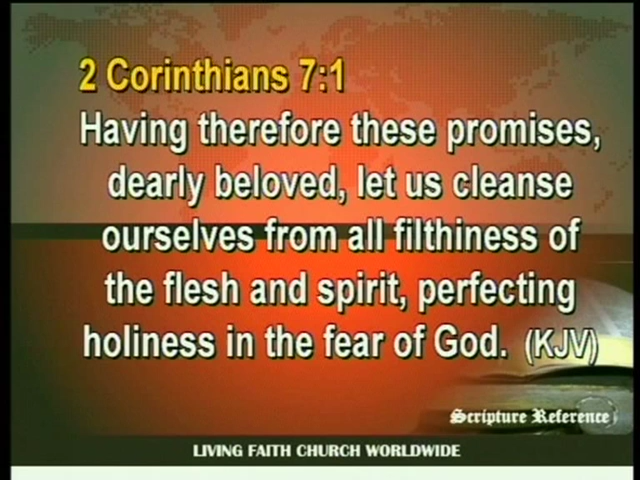 2 Corinthians 7:1
Having therefore these promises,
dearly beloved, let us cleanse
ourselves from all filthiness of
the flesh and spirit, perfecting
holiness in the fear of God. (KJV)
Scripture Reference
LIVING FAITH CHURCH WORLDWIDE